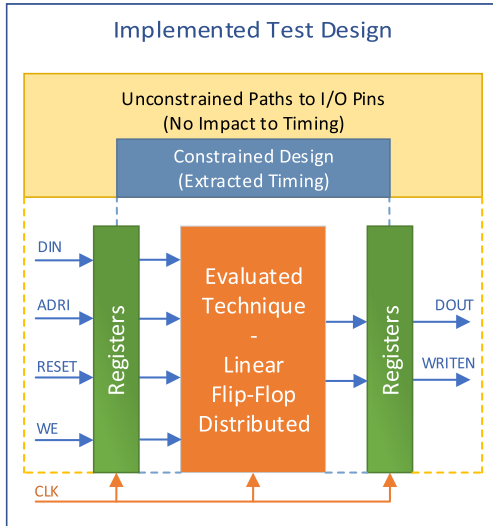 Implemented Test Design
Unconstrained Paths to I/O Pins
(No Impact to Timing)
Constrained Design
(Extracted Timing)
DIN
ADRI
RESET
WE
CLK
Registers
Evaluated
Technique
-
Linear
Flip-Flop
Distributed
Registers
DOUT
WRITEN